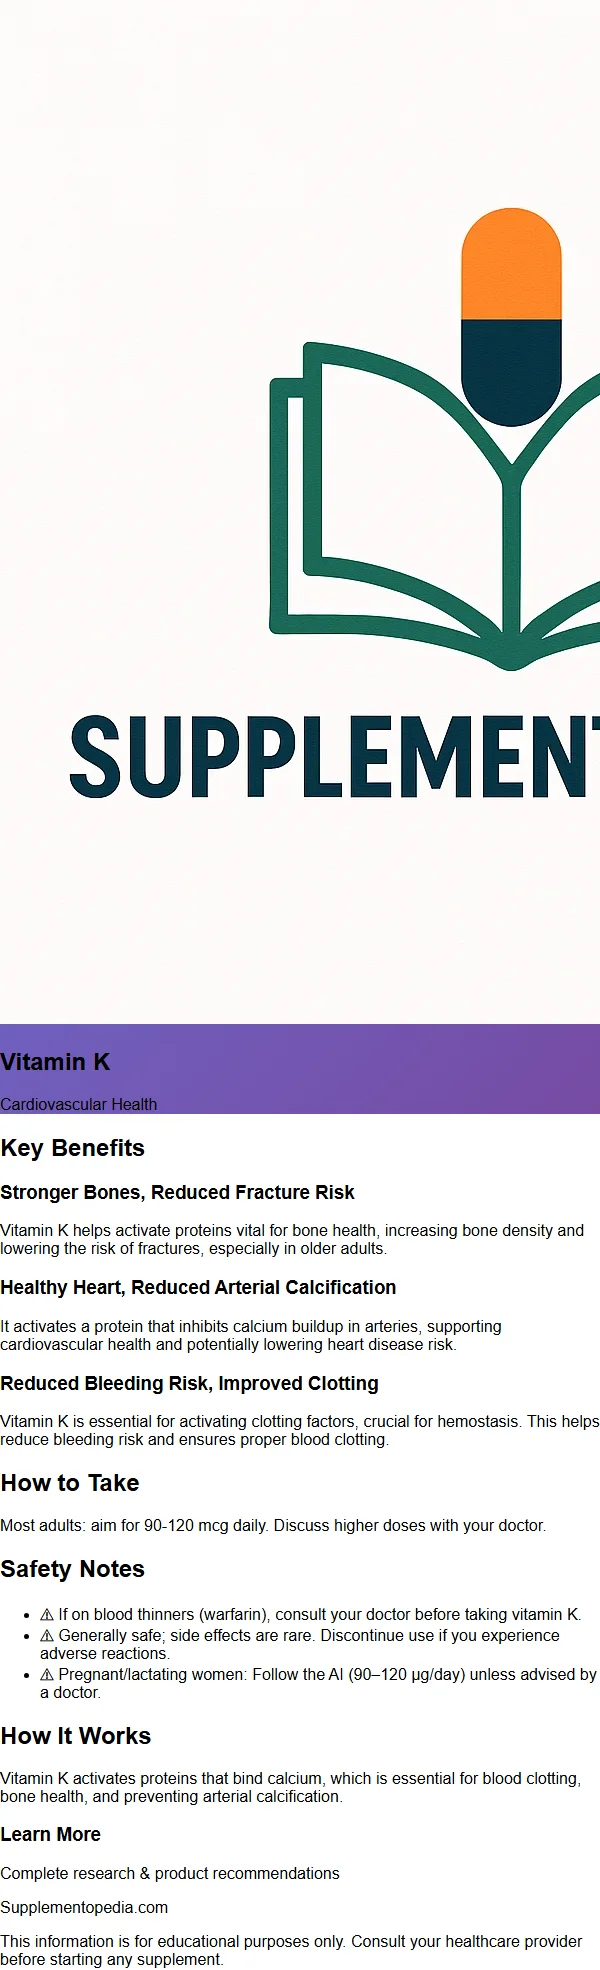 SUPPLEMENT
Vitamin K
Cardiovascular Health
Key Benefits
Stronger Bones, Reduced Fracture Risk
Vitamin K helps activate proteins vital for bone health, increasing bone density and
lowering the risk of fractures, especially in older adults.
Healthy Heart, Reduced Arterial Calcification
It activates a protein that inhibits calcium buildup in arteries, supporting
cardiovascular health and potentially lowering heart disease risk.
Reduced Bleeding Risk, Improved Clotting
Vitamin K is essential for activating clotting factors, crucial for hemostasis. This helps
reduce bleeding risk and ensures proper blood clotting.
How to Take
Most adults: aim for 90-120 mcg daily. Discuss higher doses with your doctor.
Safety Notes
• ⚠ If on blood thinners (warfarin), consult your doctor before taking vitamin K.
• ⚠ Generally safe; side effects are rare. Discontinue use if you experience
adverse reactions.
• ⚠ Pregnant/lactating women: Follow the AI (90–120 µg/day) unless advised by
a doctor.
How It Works
Vitamin K activates proteins that bind calcium, which is essential for blood clotting,
bone health, and preventing arterial calcification.
Learn More
Complete research & product recommendations
Supplementopedia.com
This information is for educational purposes only. Consult your healthcare provider
before starting any supplement.